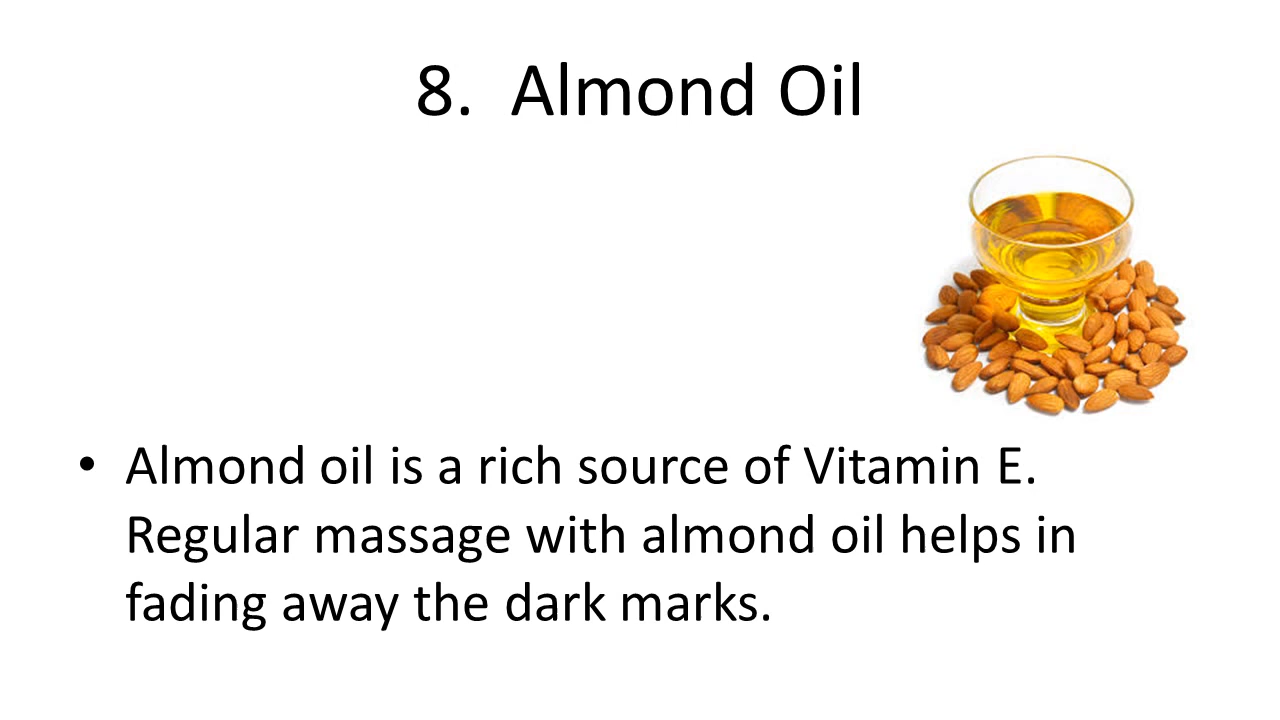 8. Almond Oil
• Almond oil is a rich source of Vitamin E.
Regular massage with almond oil helps in
fading away the dark marks.